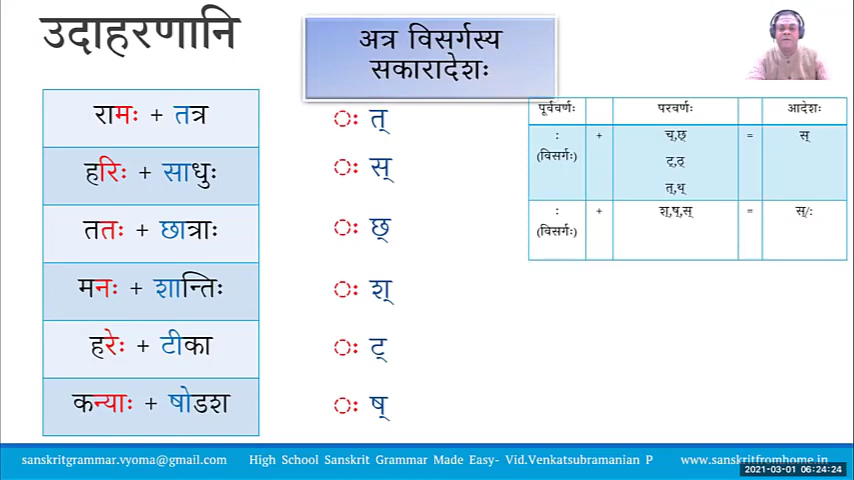 उदाहरणानि
अत्र विसर्गस्य
सकारादेशः
रामः + तत्र
हरिः + साधुः
ततः + छात्राः
मनः + शान्तिः
हरेः + टीका
कन्याः + षोडश
ः त्
ः स्
ः छ्
ः श्
ः ट्
ः ष्
पूर्ववर्णः परवर्णः आदेशः
: + च्,छ् = स्
(विसर्गः) ट्,ठ्
त्,थ्
: + श्,ष्,स् = स्/ः
(विसर्गः)
sanskritgrammar.vyoma@gmail.com High School Sanskrit Grammar Made Easy- Vid.Venkatsubramanian P www.sanskritfromhome.in
2021-03-01 06:24:24